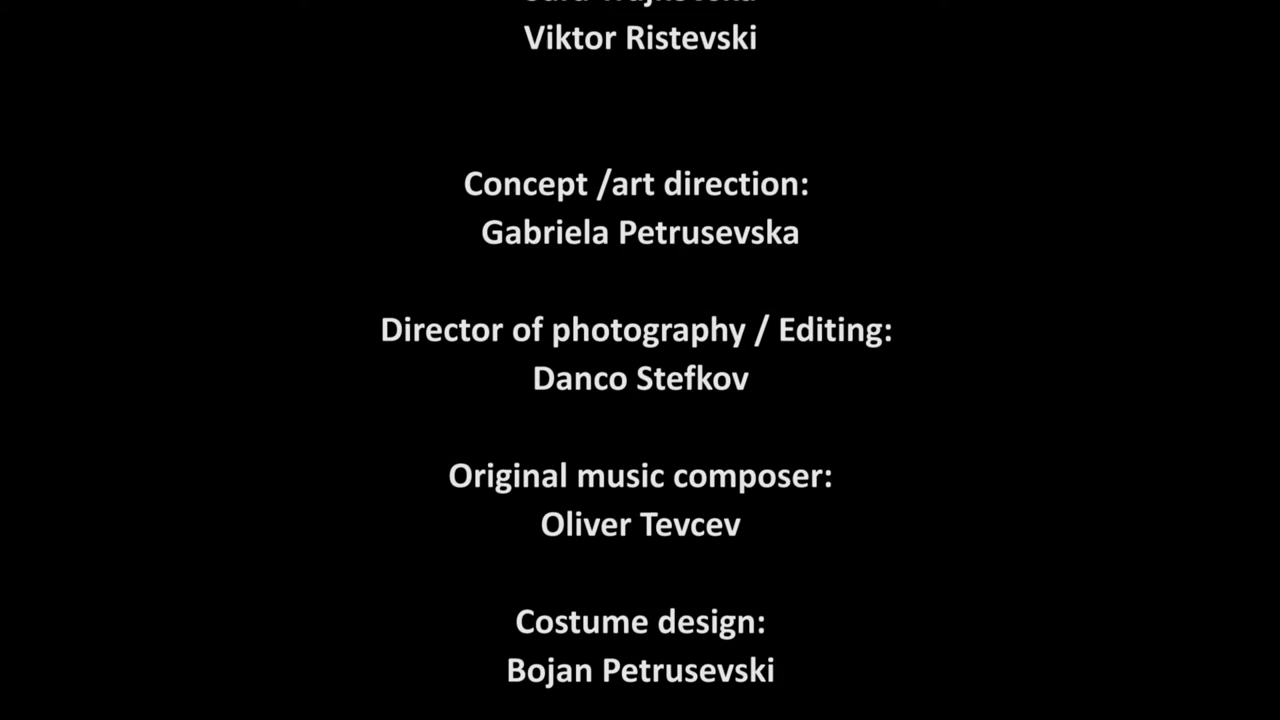 Viktor Ristevski
Concept /art direction:
Gabriela Petrusevska
Director of photography / Editing:
Danco Stefkov
Original music composer:
Oliver Tevcev
Costume design:
Bojan Petrusevski